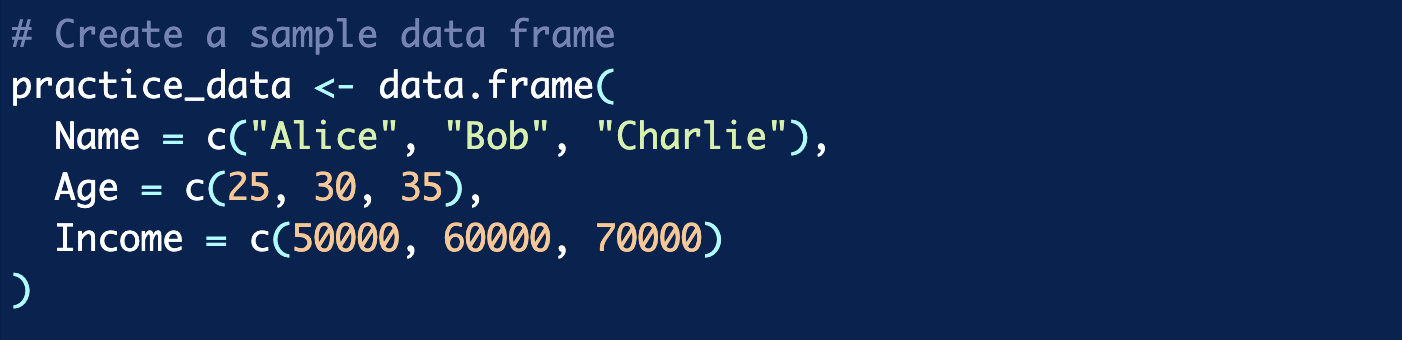 # Create a sample data frame
practice_data <- data.frame(
  Name = c("Alice", "Bob", "Charlie"),
  Age = c(25, 30, 35),
  Income = c(50000, 60000, 70000)
)